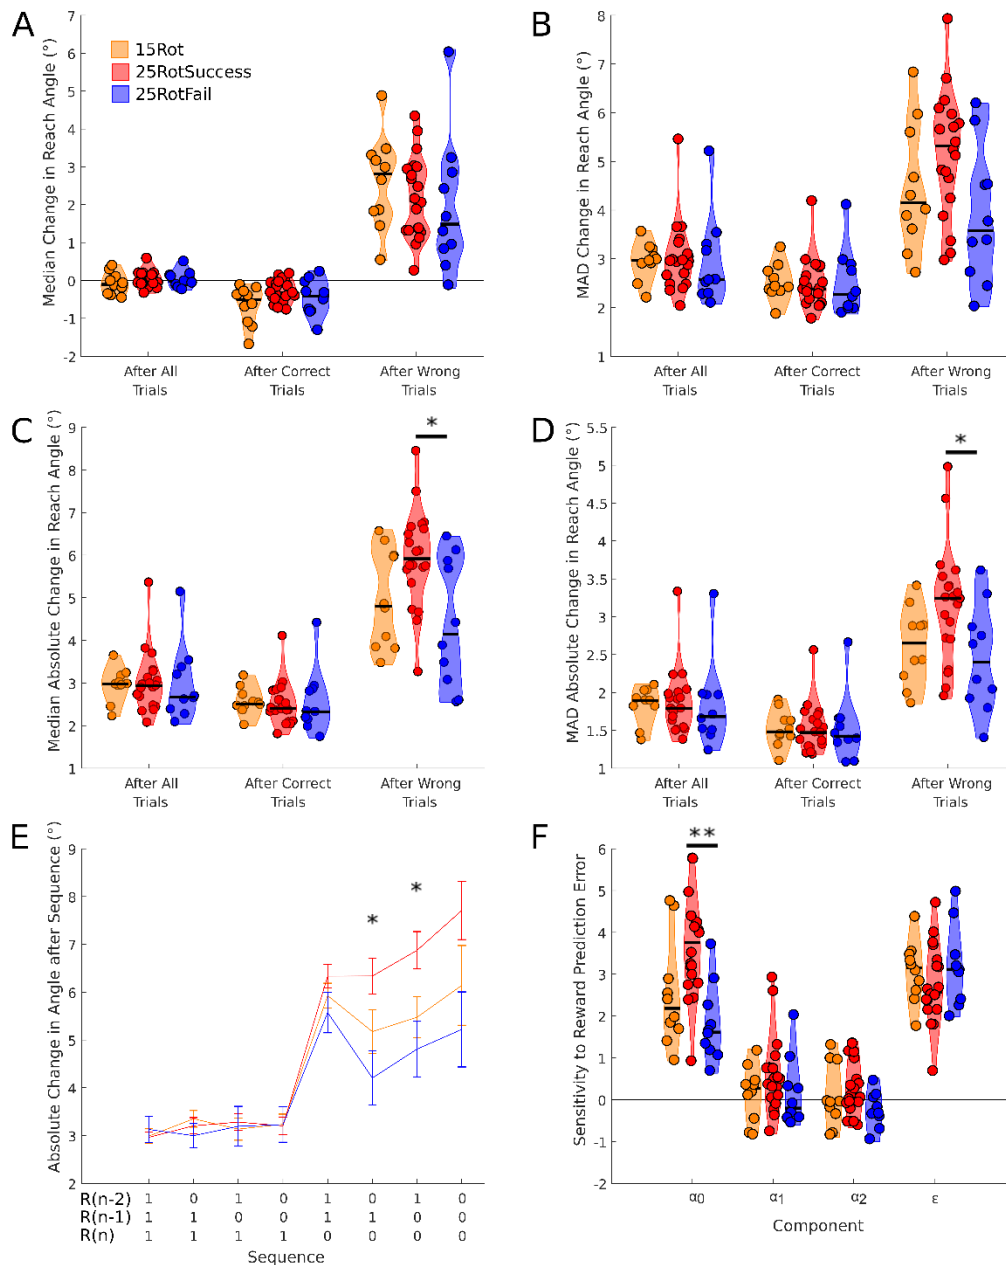 A
Median Change in Reach Angle (°)
7
6
5
4
3
2
1
0
-1
-2
15Rot
25RotSuccess
25RotFail
After All Trials
After Correct Trials
After Wrong Trials
B
MAD Change in Reach Angle (°)
8
7
6
5
4
3
2
1
After All Trials
After Correct Trials
After Wrong Trials
C
Median Absolute Change in Reach Angle (°)
9
8
7
6
5
4
3
2
1
*
After All Trials
After Correct Trials
After Wrong Trials
D
MAD Absolute Change in Reach Angle (°)
5.5
5
4.5
4
3.5
3
2.5
2
1.5
1
*
After All Trials
After Correct Trials
After Wrong Trials
E
Absolute Change in Angle after Sequence (°)
9
8
7
6
5
4
3
2
* *
R(n-2) 1 0 1 0 1 0 1 0
R(n-1) 1 1 0 0 1 1 0 0
R(n) 1 1 1 1 0 0 0 0
Sequence
F
Sensitivity to Reward Prediction Error
6
5
4
3
2
1
0
-1
-2
**
α0 α1 α2 ε
Component